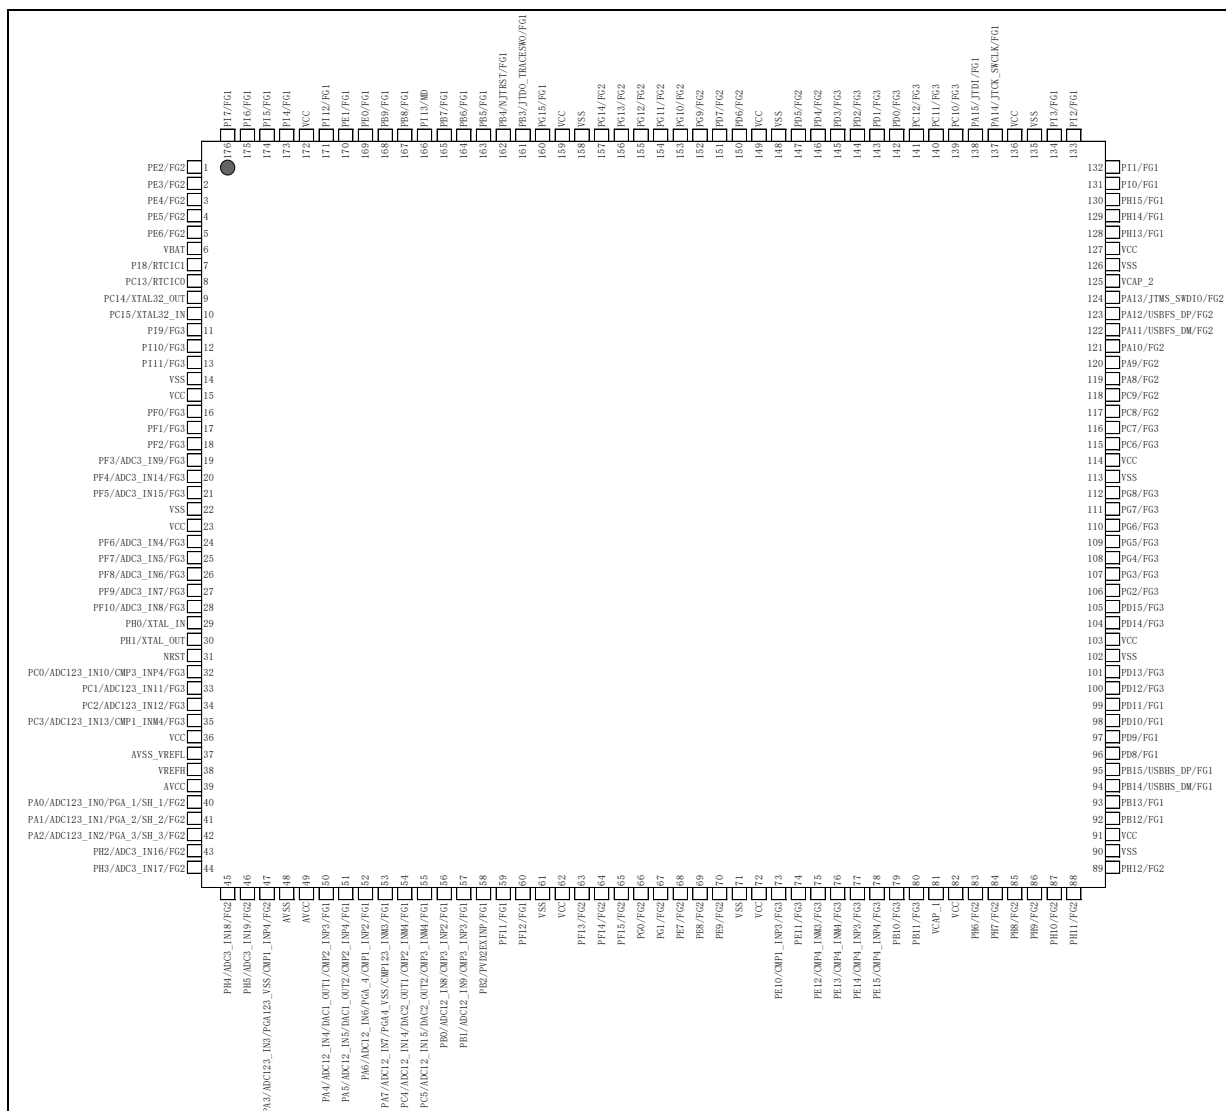 PI7/FG1
PI6/FG1
PI5/FG1
PI4/FG1
VCC
PI12/FG1
PE1/FG1
PE0/FG1
PB9/FG1
PB8/FG1
PI13/MD
PB7/FG1
PB6/FG1
PB5/FG1
PB4/NJTRST/FG1
PB3/JTDO_TRACESWO/FG1
PG15/FG1
VCC
VSS
PG14/FG2
PG13/FG2
PG12/FG2
PG11/FG2
PG10/FG2
PG9/FG2
PD7/FG2
PD6/FG2
VCC
VSS
PD5/FG2
PD4/FG2
PD3/FG3
PD2/FG3
PD1/FG3
PD0/FG3
PC12/FG3
PC11/FG3
PC10/FG3
PA15/JTDI/FG1
PA14/JTCK_SWCLK/FG1
VCC
VSS
PI3/FG1
PI2/FG1
176
175
174
173
172
171
170
169
168
167
166
165
164
163
162
161
160
159
158
157
156
155
154
153
152
151
150
149
148
147
146
145
144
143
142
141
140
139
138
137
136
135
134
133
PE2/FG2 1
PE3/FG2 2
PE4/FG2 3
PE5/FG2 4
PE6/FG2 5
VBAT 6
PI8/RTCIC1 7
PC13/RTCIC0 8
PC14/XTAL32_OUT 9
PC15/XTAL32_IN 10
PI9/FG3 11
PI10/FG3 12
PI11/FG3 13
VSS 14
VCC 15
PF0/FG3 16
PF1/FG3 17
PF2/FG3 18
PF3/ADC3_IN9/FG3 19
PF4/ADC3_IN14/FG3 20
PF5/ADC3_IN15/FG3 21
VSS 22
VCC 23
PF6/ADC3_IN4/FG3 24
PF7/ADC3_IN5/FG3 25
PF8/ADC3_IN6/FG3 26
PF9/ADC3_IN7/FG3 27
PF10/ADC3_IN8/FG3 28
PH0/XTAL_IN 29
PH1/XTAL_OUT 30
NRST 31
PC0/ADC123_IN10/CMP3_INP4/FG3 32
PC1/ADC123_IN11/FG3 33
PC2/ADC123_IN12/FG3 34
PC3/ADC123_IN13/CMP1_INM4/FG3 35
VCC 36
AVSS_VREFL 37
VREFH 38
AVCC 39
PA0/ADC123_IN0/PGA_1/SH_1/FG2 40
PA1/ADC123_IN1/PGA_2/SH_2/FG2 41
PA2/ADC123_IN2/PGA_3/SH_3/FG2 42
PH2/ADC3_IN16/FG2 43
PH3/ADC3_IN17/FG2 44
132 PI1/FG1
131 PI0/FG1
130 PH15/FG1
129 PH14/FG1
128 PH13/FG1
127 VCC
126 VSS
125 VCAP_2
124 PA13/JTMS_SWDIO/FG2
123 PA12/USBFS_DP/FG2
122 PA11/USBFS_DM/FG2
121 PA10/FG2
120 PA9/FG2
119 PA8/FG2
118 PC9/FG2
117 PC8/FG2
116 PC7/FG3
115 PC6/FG3
114 VCC
113 VSS
112 PG8/FG3
111 PG7/FG3
110 PG6/FG3
109 PG5/FG3
108 PG4/FG3
107 PG3/FG3
106 PG2/FG3
105 PD15/FG3
104 PD14/FG3
103 VCC
102 VSS
101 PD13/FG3
100 PD12/FG3
99 PD11/FG1
98 PD10/FG1
97 PD9/FG1
96 PD8/FG1
95 PB15/USBHS_DP/FG1
94 PB14/USBHS_DM/FG1
93 PB13/FG1
92 PB12/FG1
91 VCC
90 VSS
89 PH12/FG2
45
46
47
48
49
50
51
52
53
54
55
56
57
58
59
60
61
62
63
64
65
66
67
68
69
70
71
72
73
74
75
76
77
78
79
80
81
82
83
84
85
86
87
88
PH4/ADC3_IN18/FG2
PH5/ADC3_IN19/FG2
PA3/ADC123_IN3/PGA123_VSS/CMP1_INP4/FG2
AVSS
AVCC
PA4/ADC12_IN4/DAC1_OUT1/CMP2_INP3/FG1
PA5/ADC12_IN5/DAC1_OUT2/CMP2_INP4/FG1
PA6/ADC12_IN6/PGA_4/CMP1_INP2/FG1
PA7/ADC12_IN7/PGA4_VSS/CMP123_INM3/FG1
PC4/ADC12_IN14/DAC2_OUT1/CMP2_INM4/FG1
PC5/ADC12_IN15/DAC2_OUT2/CMP3_INM4/FG1
PB0/ADC12_IN8/CMP3_INP2/FG1
PB1/ADC12_IN9/CMP3_INP3/FG1
PB2/PVD2EXINP/FG1
PF11/FG1
PF12/FG1
VSS
VCC
PF13/FG2
PF14/FG2
PF15/FG2
PG0/FG2
PG1/FG2
PE7/FG2
PE8/FG2
PE9/FG2
VSS
VCC
PE10/CMP1_INP3/FG3
PE11/FG3
PE12/CMP4_INM3/FG3
PE13/CMP4_INM4/FG3
PE14/CMP4_INP3/FG3
PE15/CMP4_INP4/FG3
PB10/FG3
PB11/FG3
VCAP_1
VCC
PH6/FG2
PH7/FG2
PH8/FG2
PH9/FG2
PH10/FG2
PH11/FG2